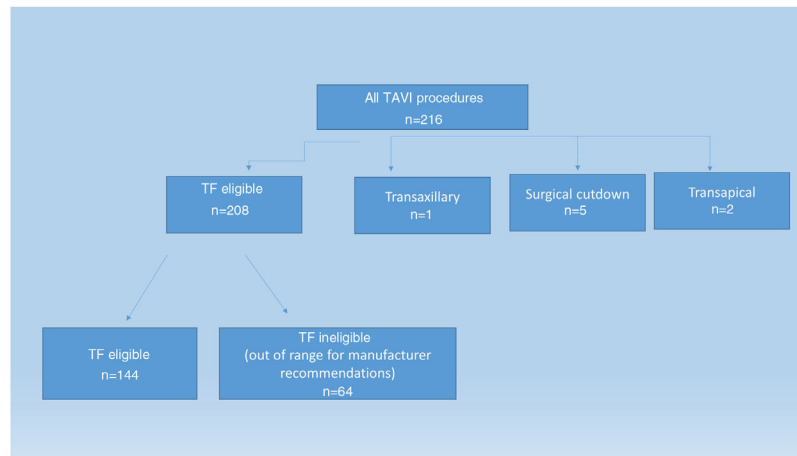 All TAVI procedures
n=216
TF eligible
n=208
Transaxillary
n=1
Surgical cutdown
n=5
Transapical
n=2
TF eligible
n=144
TF ineligible
(out of range for manufacturer
recommendations)
n=64